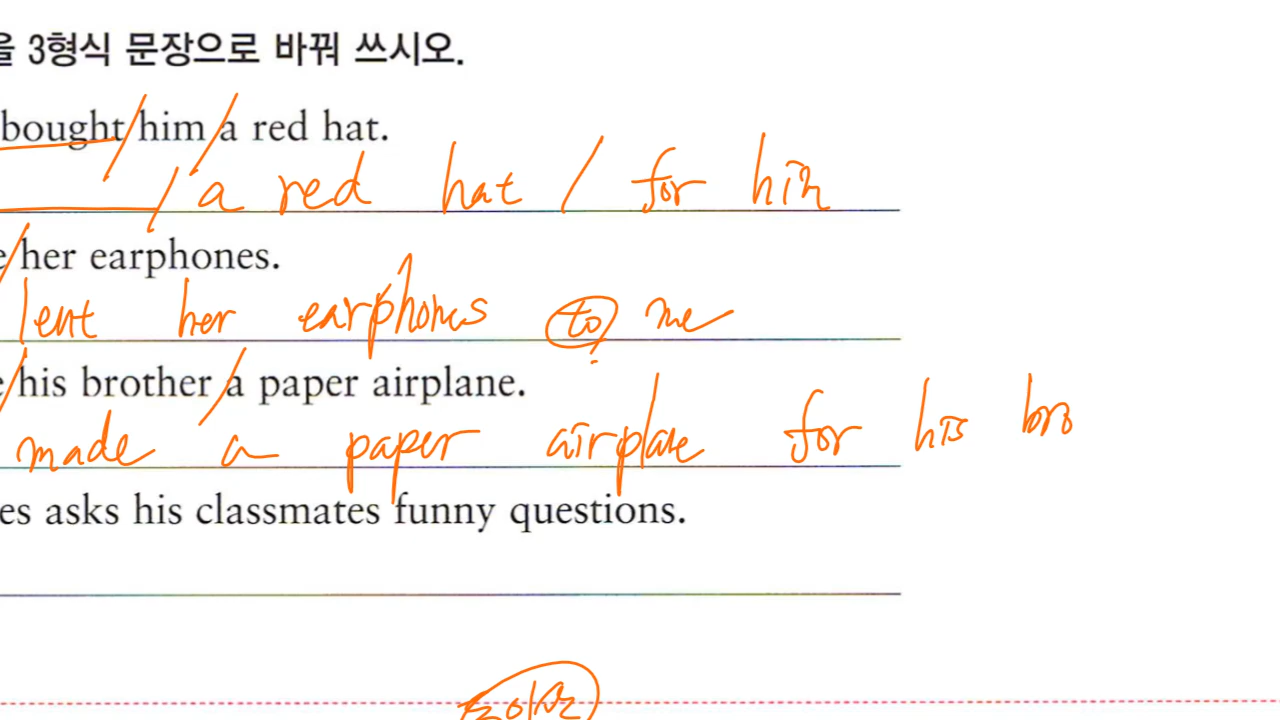 을 3형식 문장으로 바꿔 쓰시오.
bought him a red hat.
a red hat / for him
her earphones.
lent her earphones to me
his brother a paper airplane.
made a paper airplane for his bro
es asks his classmates funny questions.